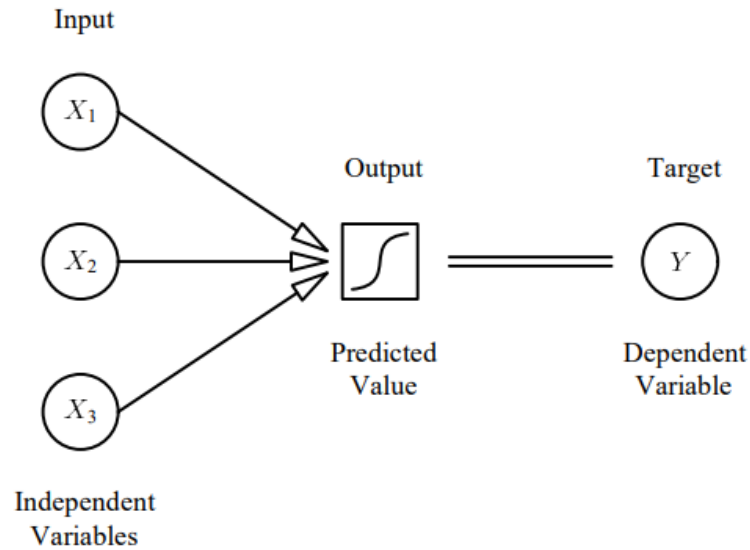 Input
X₁
Output
Target
X₂
Y
Predicted
Value
Dependent
Variable
X₃
Independent
Variables